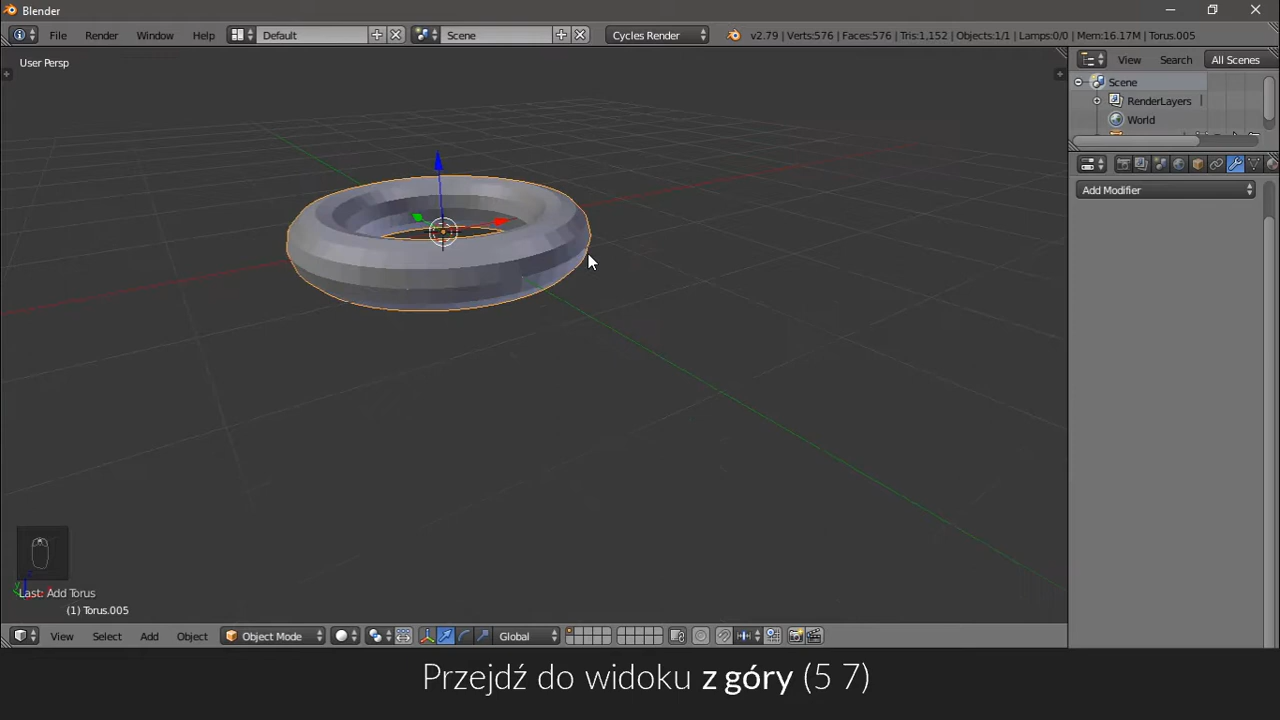 Blender
File Render Window Help Default Scene Cycles Render v2.79 | Verts:576 | Faces:576 | Tris:1,152 | Objects:1/1 | Lamps:0/0 | Mem:16.17M | Torus.005
User Persp
View Search All Scenes
Scene
RenderLayers
World
Add Modifier
Last: Add Torus
(1) Torus.005
View Select Add Object Object Mode Global
Przejdź do widoku z góry (5 7)